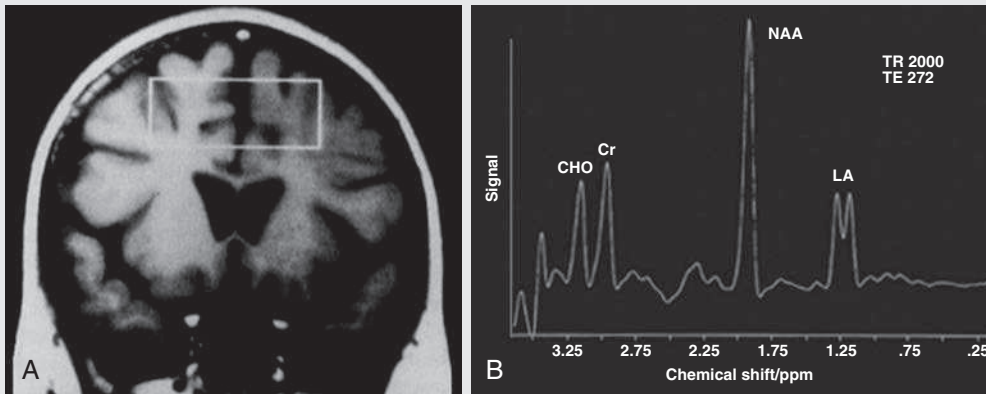 A
B
NAA
TR 2000
TE 272
CHO
Cr
LA
Signal
3.25 2.75 2.25 1.75 1.25 .75 .25
Chemical shift/ppm